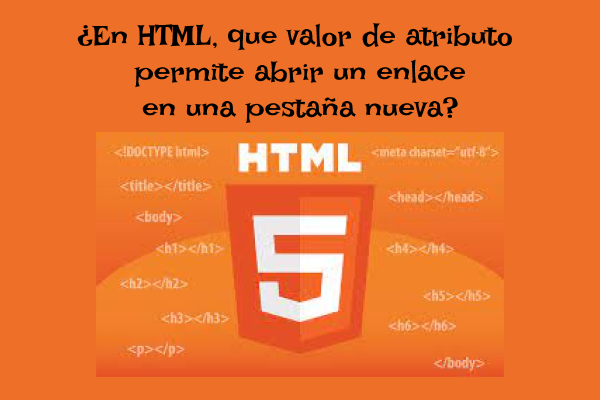 ¿En HTML, que valor de atributo
permite abrir un enlace
en una pestaña nueva?
HTML
<!DOCTYPE html>
<meta charset="utf-8">
<title></title>
<head></head>
<body>
<h1></h1>
<h4></h4>
<h2></h2>
<h5></h5>
<h3></h3>
<h6></h6>
<p></p>
</body>
5